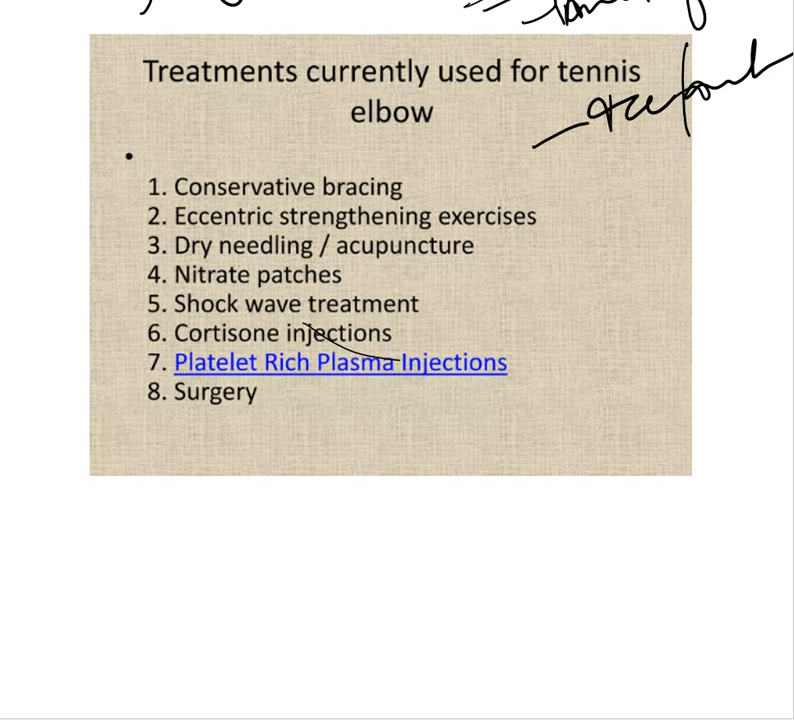 Treatments currently used for tennis
elbow
•
1. Conservative bracing
2. Eccentric strengthening exercises
3. Dry needling / acupuncture
4. Nitrate patches
5. Shock wave treatment
6. Cortisone injections
7. Platelet Rich Plasma Injections
8. Surgery